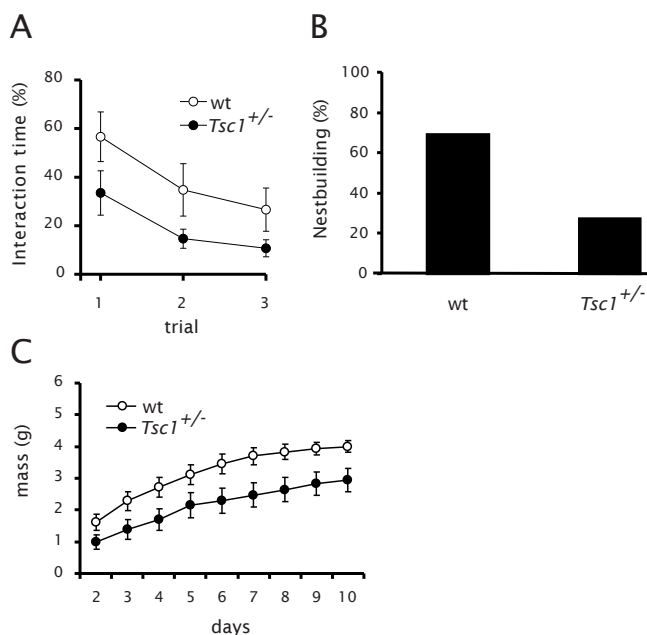 A
Interaction time (%)
80
60
40
20
0
wt
Tsc1+/-
1 2 3
trial
B
Nestbuilding (%)
100
80
60
40
20
0
wt Tsc1+/-
C
mass (g)
6
5
4
3
2
1
0
wt
Tsc1+/-
2 3 4 5 6 7 8 9 10
days